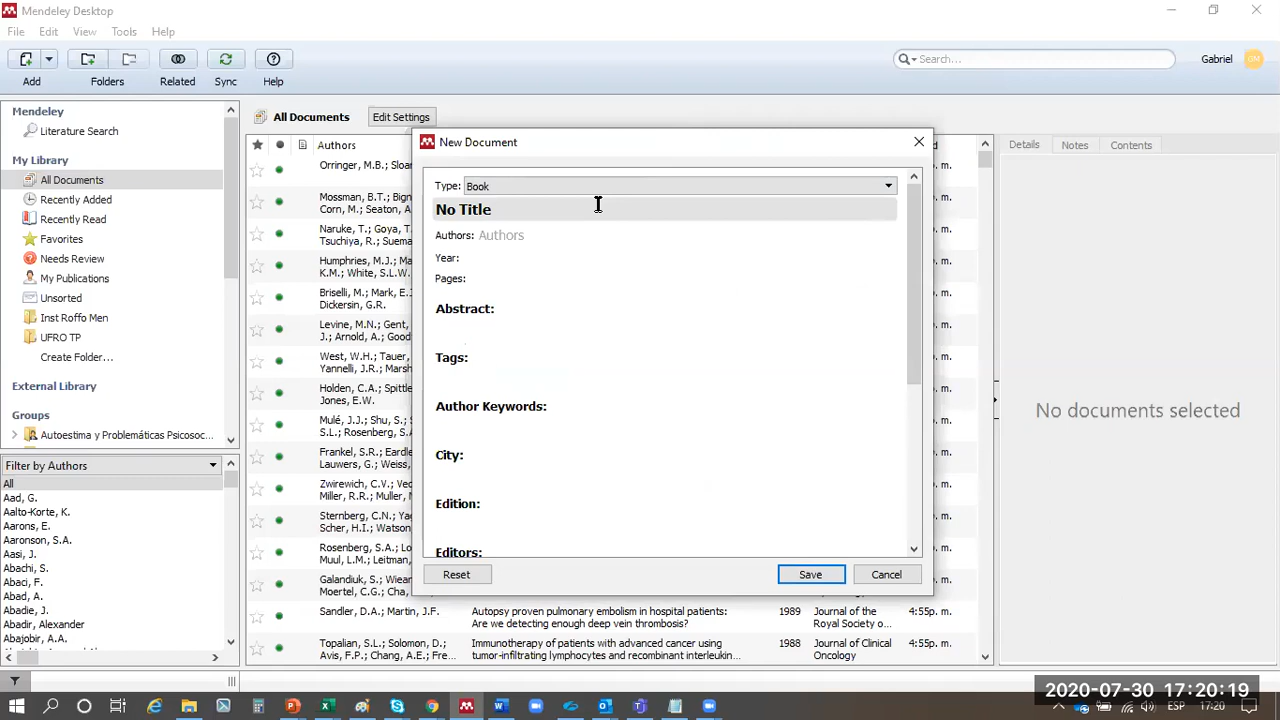 Mendeley Desktop
File Edit View Tools Help
Add Folders Related Sync Help
Search...
Gabriel GM
Mendeley
Literature Search
My Library
All Documents
Recently Added
Recently Read
Favorites
Needs Review
My Publications
Unsorted
Inst Roffo Men
UFRO TP
Create Folder...
External Library
Groups
Autoestima y Problemáticas Psicosoc...
Filter by Authors
All
Aad, G.
Aalto-Korte, K.
Aarons, E.
Aaronson, S.A.
Aasi, J.
Abaci, F.
Abad, A.
Abadie, J.
Abadir, Alexander
Abajobir, A.A.
All Documents Edit Settings
Authors
Orringer, M.B.; Sloa
Mossman, B.T.; Bign
Corn, M.; Seaton, A
Naruke, T.; Goya, T
Tsuchiya, R.; Suema
Humphries, M.J.; Ma
K.M.; White, S.L.W.
Briselli, M.; Mark, E.J
Dickersin, G.R.
Levine, M.N.; Gent,
J.; Arnold, A.; Good
West, W.H.; Tauer,
Yannelli, J.R.; Marsh
Holden, C.A.; Spittle
Jones, E.W.
Mulé, J.J.; Shu, S.;
S.L.; Rosenberg, S.A
Frankel, S.R.; Eardle
Lauwers, G.; Weiss,
Zwirewich, C.V.; Vec
Miller, R.R.; Muller, N
Sternberg, C.N.; Yag
Scher, H.I.; Watson
Rosenberg, S.A.; Lo
Muul, L.M.; Leitman,
Galandiuk, S.; Wiean
Moertel, C.G.; Cha,
Sandler, D.A.; Martin, J.F. Autopsy proven pulmonary embolism in hospital patients: 1989 Journal of the 4:55p. m.
Are we detecting enough deep vein thrombosis? Royal Society o...
Topalian, S.L.; Solomon, D.; Immunotherapy of patients with advanced cancer using 1988 Journal of Clinical 4:55p. m.
Avis, F.P.; Chang, A.E.; Fre... tumor-infiltrating lymphocytes and recombinant interleukin... Oncology
d
m.
m.
m.
m.
m.
m.
m.
m.
m.
m.
m.
m.
m.
m.
New Document
Type: Book
No Title
Authors: Authors
Year:
Pages:
Abstract:
Tags:
Author Keywords:
City:
Edition:
Editors:
Reset Save Cancel
Details Notes Contents
No documents selected
2020-07-30 17:20:19
ESP 17:20